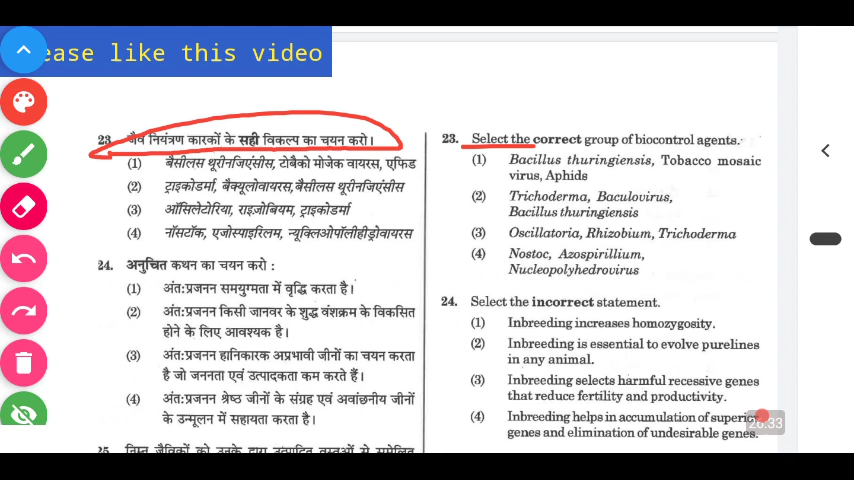 ease like this video
23. जैव नियंत्रण कारकों के सही विकल्प का चयन करो।
(1) बैसीलस थूरीनजिएंसीस, टोबैको मोजेक वायरस, एफिड
(2) ट्राइकोडर्मा, बैक्यूलोवायरस,बैसीलस थूरीनजिएंसीस
(3) ऑसिलेटोरिया, राइज़ोबियम, ट्राइकोडर्मा
(4) नॉसटॉक, एजोस्पाइरिलम, न्यूक्लिओपॉलीहीड्रोवायरस
24. अनुचित कथन का चयन करो :
(1) अंत:प्रजनन समयुग्मता में वृद्धि करता है।
(2) अंत:प्रजनन किसी जानवर के शुद्ध वंशक्रम के विकसित
होने के लिए आवश्यक है।
(3) अंत:प्रजनन हानिकारक अप्रभावी जीनों का चयन करता
है जो जननता एवं उत्पादकता कम करते हैं।
(4) अंत:प्रजनन श्रेष्ठ जीनों के संग्रह एवं अवांछनीय जीनों
के उन्मूलन में सहायता करता है।
25. निम्न जैविकों को उनके द्वारा उत्पादित वस्तुओं से सुमेलित
23. Select the correct group of biocontrol agents.
(1) Bacillus thuringiensis, Tobacco mosaic
virus, Aphids
(2) Trichoderma, Baculovirus,
Bacillus thuringiensis
(3) Oscillatoria, Rhizobium, Trichoderma
(4) Nostoc, Azospirillium,
Nucleopolyhedrovirus
24. Select the incorrect statement.
(1) Inbreeding increases homozygosity.
(2) Inbreeding is essential to evolve purelines
in any animal.
(3) Inbreeding selects harmful recessive genes
that reduce fertility and productivity.
(4) Inbreeding helps in accumulation of superior
genes and elimination of undesirable genes.
26:33